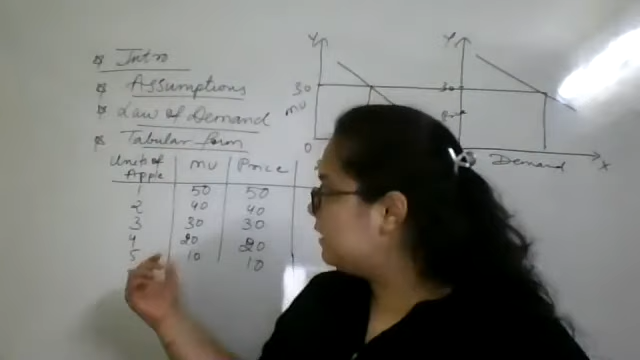 Intro
Assumptions
Law of Demand
Tabular form
Units of Apple | MU | Price
1 | 50 | 50
2 | 40 | 40
3 | 30 | 30
4 | 20 | 20
5 | 10 | 10
Y
30
MU
O
Y
30
Demand
X